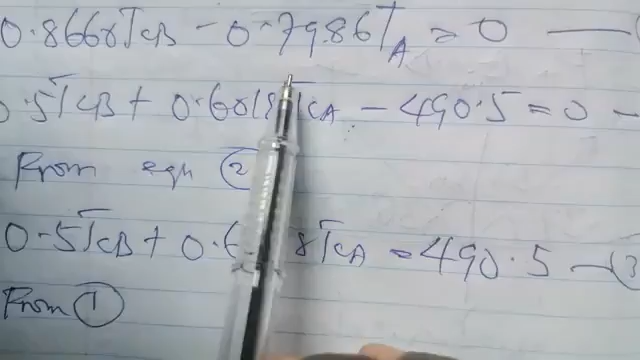 0.8660TCB - 0.7986TA = 0 —
0.5TCB + 0.6018TCA - 490.5 = 0 —
From eqn ②
0.5TCB + 0.6 8TCA = 490.5 — (3
From ①